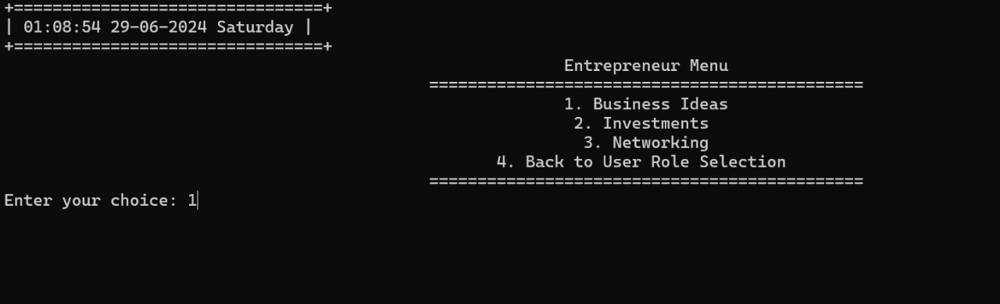 +================================+
| 01:08:54 29-06-2024 Saturday |
+================================+
Entrepreneur Menu
=============================================
1. Business Ideas
2. Investments
3. Networking
4. Back to User Role Selection
=============================================
Enter your choice: 1